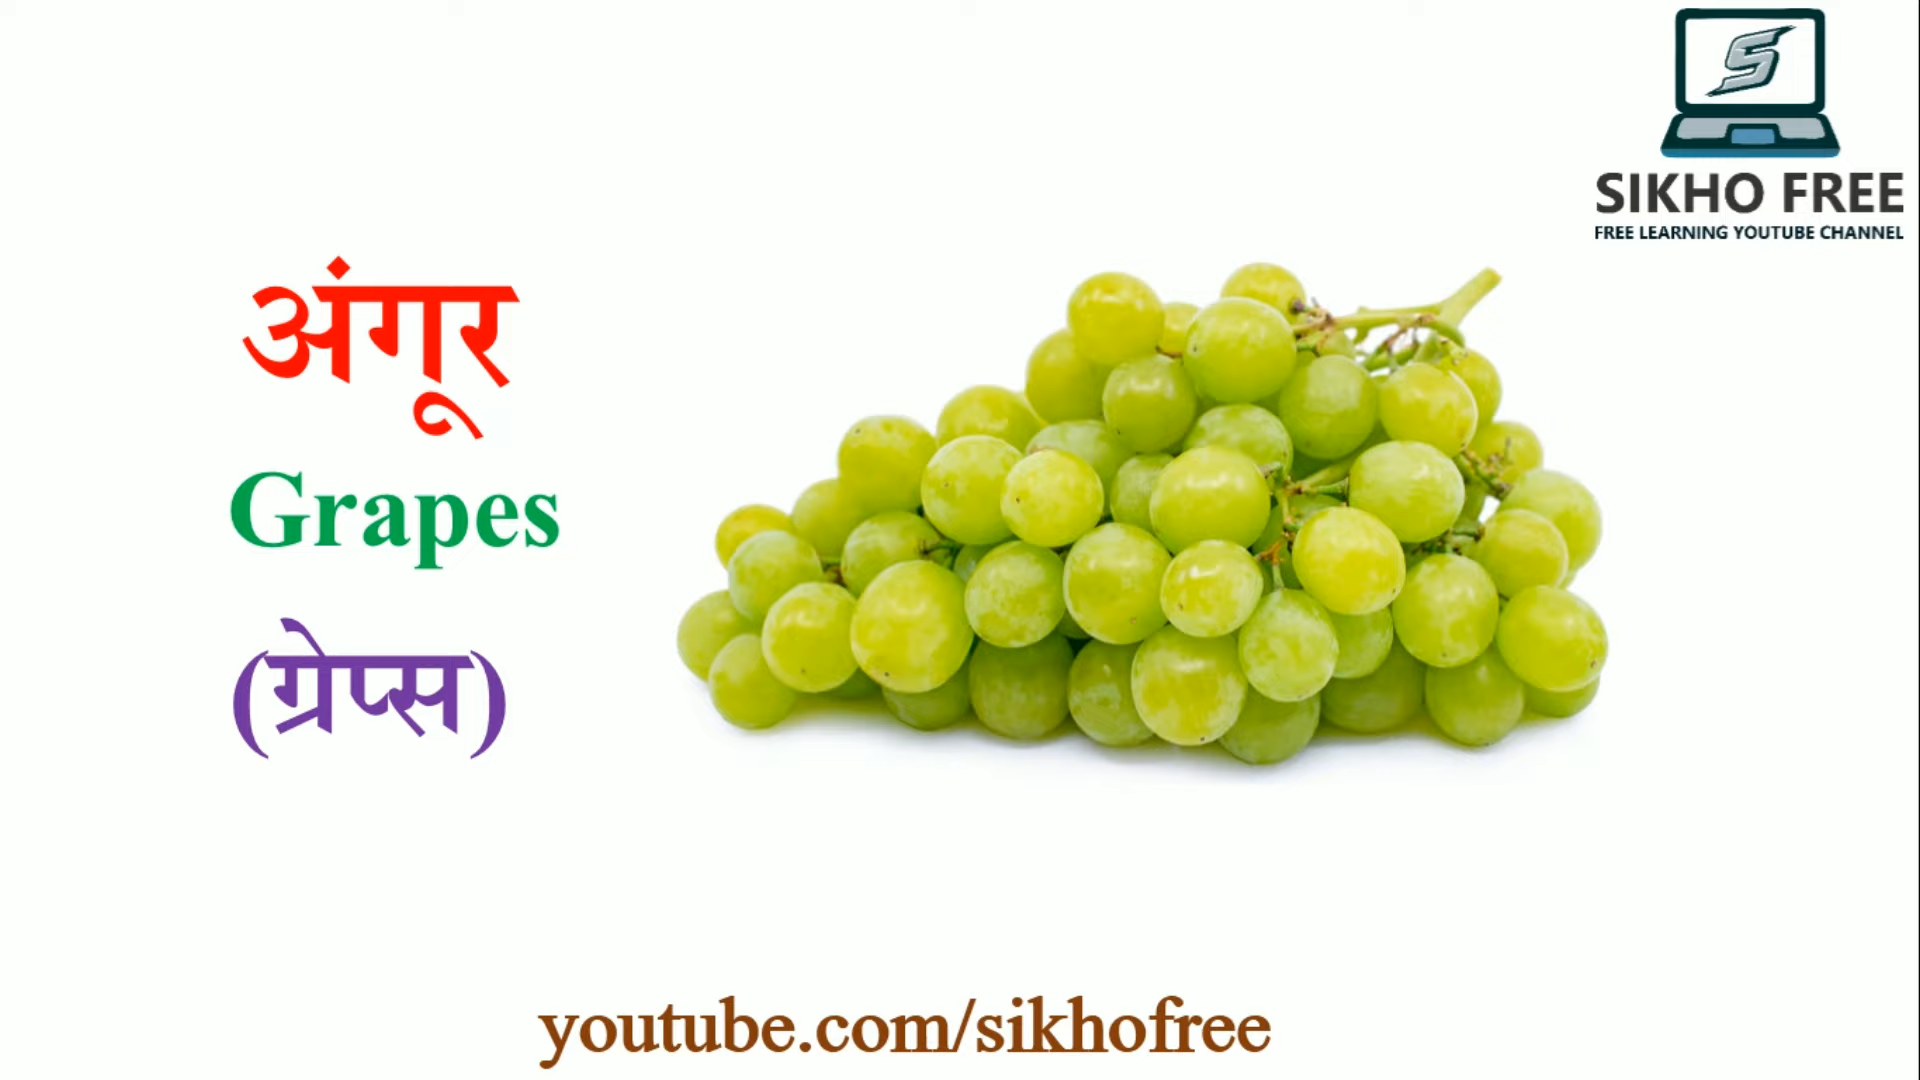 SIKHO FREE
FREE LEARNING YOUTUBE CHANNEL
अंगूर
Grapes
(ग्रेप्स)
youtube.com/sikhofree